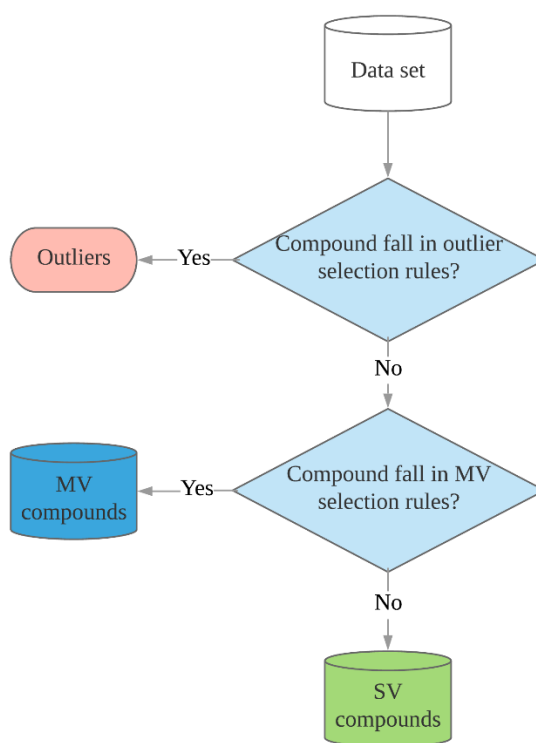 Data set
Compound fall in outlier
selection rules?
Yes
Outliers
No
Compound fall in MV
selection rules?
Yes
MV
compounds
No
SV
compounds